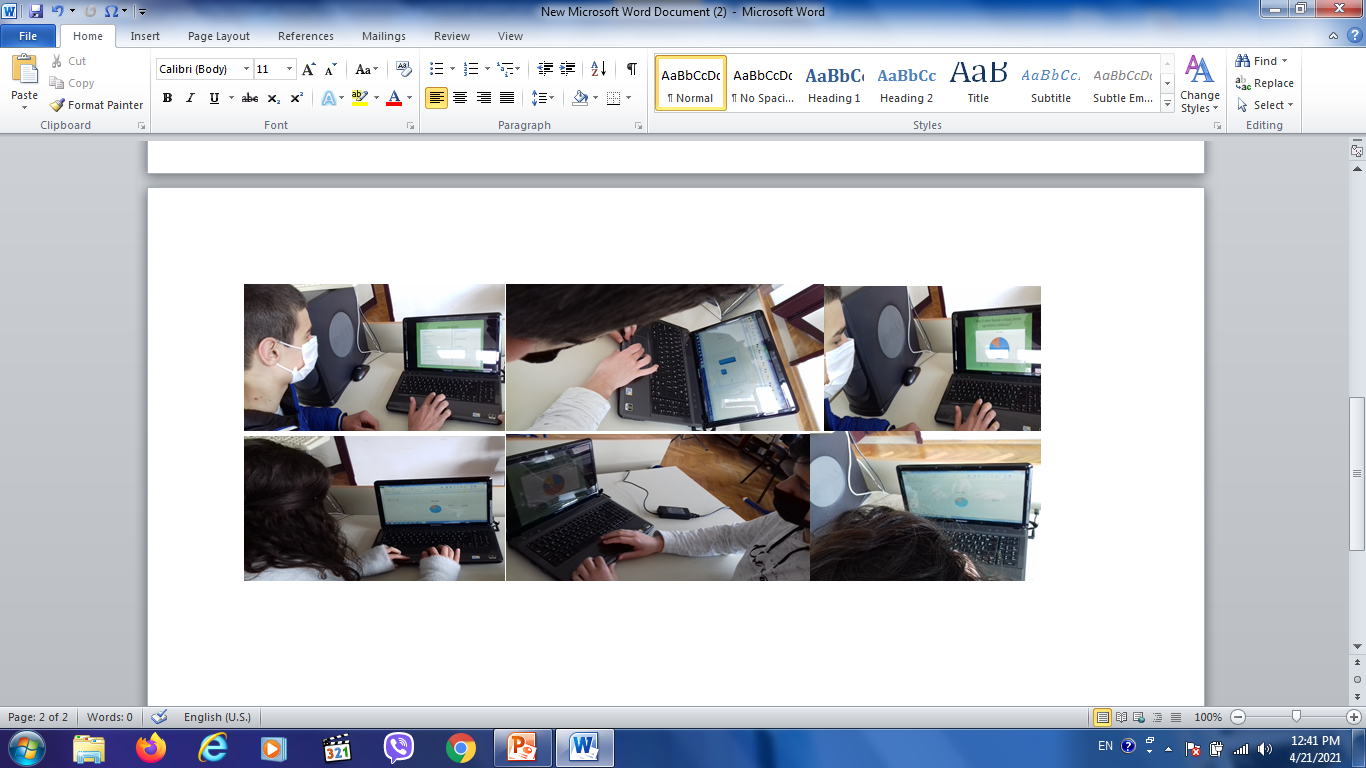 New Microsoft Word Document (2) - Microsoft Word
File Home Insert Page Layout References Mailings Review View
Paste
Cut
Copy
Format Painter
Clipboard
Calibri (Body) 11
Font
Paragraph
AaBbCcDc AaBbCcDc AaBbCc AaBbCc AaB AaBbCc. AaBbCcDc
¶ Normal ¶ No Spaci... Heading 1 Heading 2 Title Subtitle Subtle Em...
Change
Styles
Styles
Find
Replace
Select
Editing
Page: 2 of 2 Words: 0 English (U.S.) 100%
321
EN
12:41 PM
4/21/2021